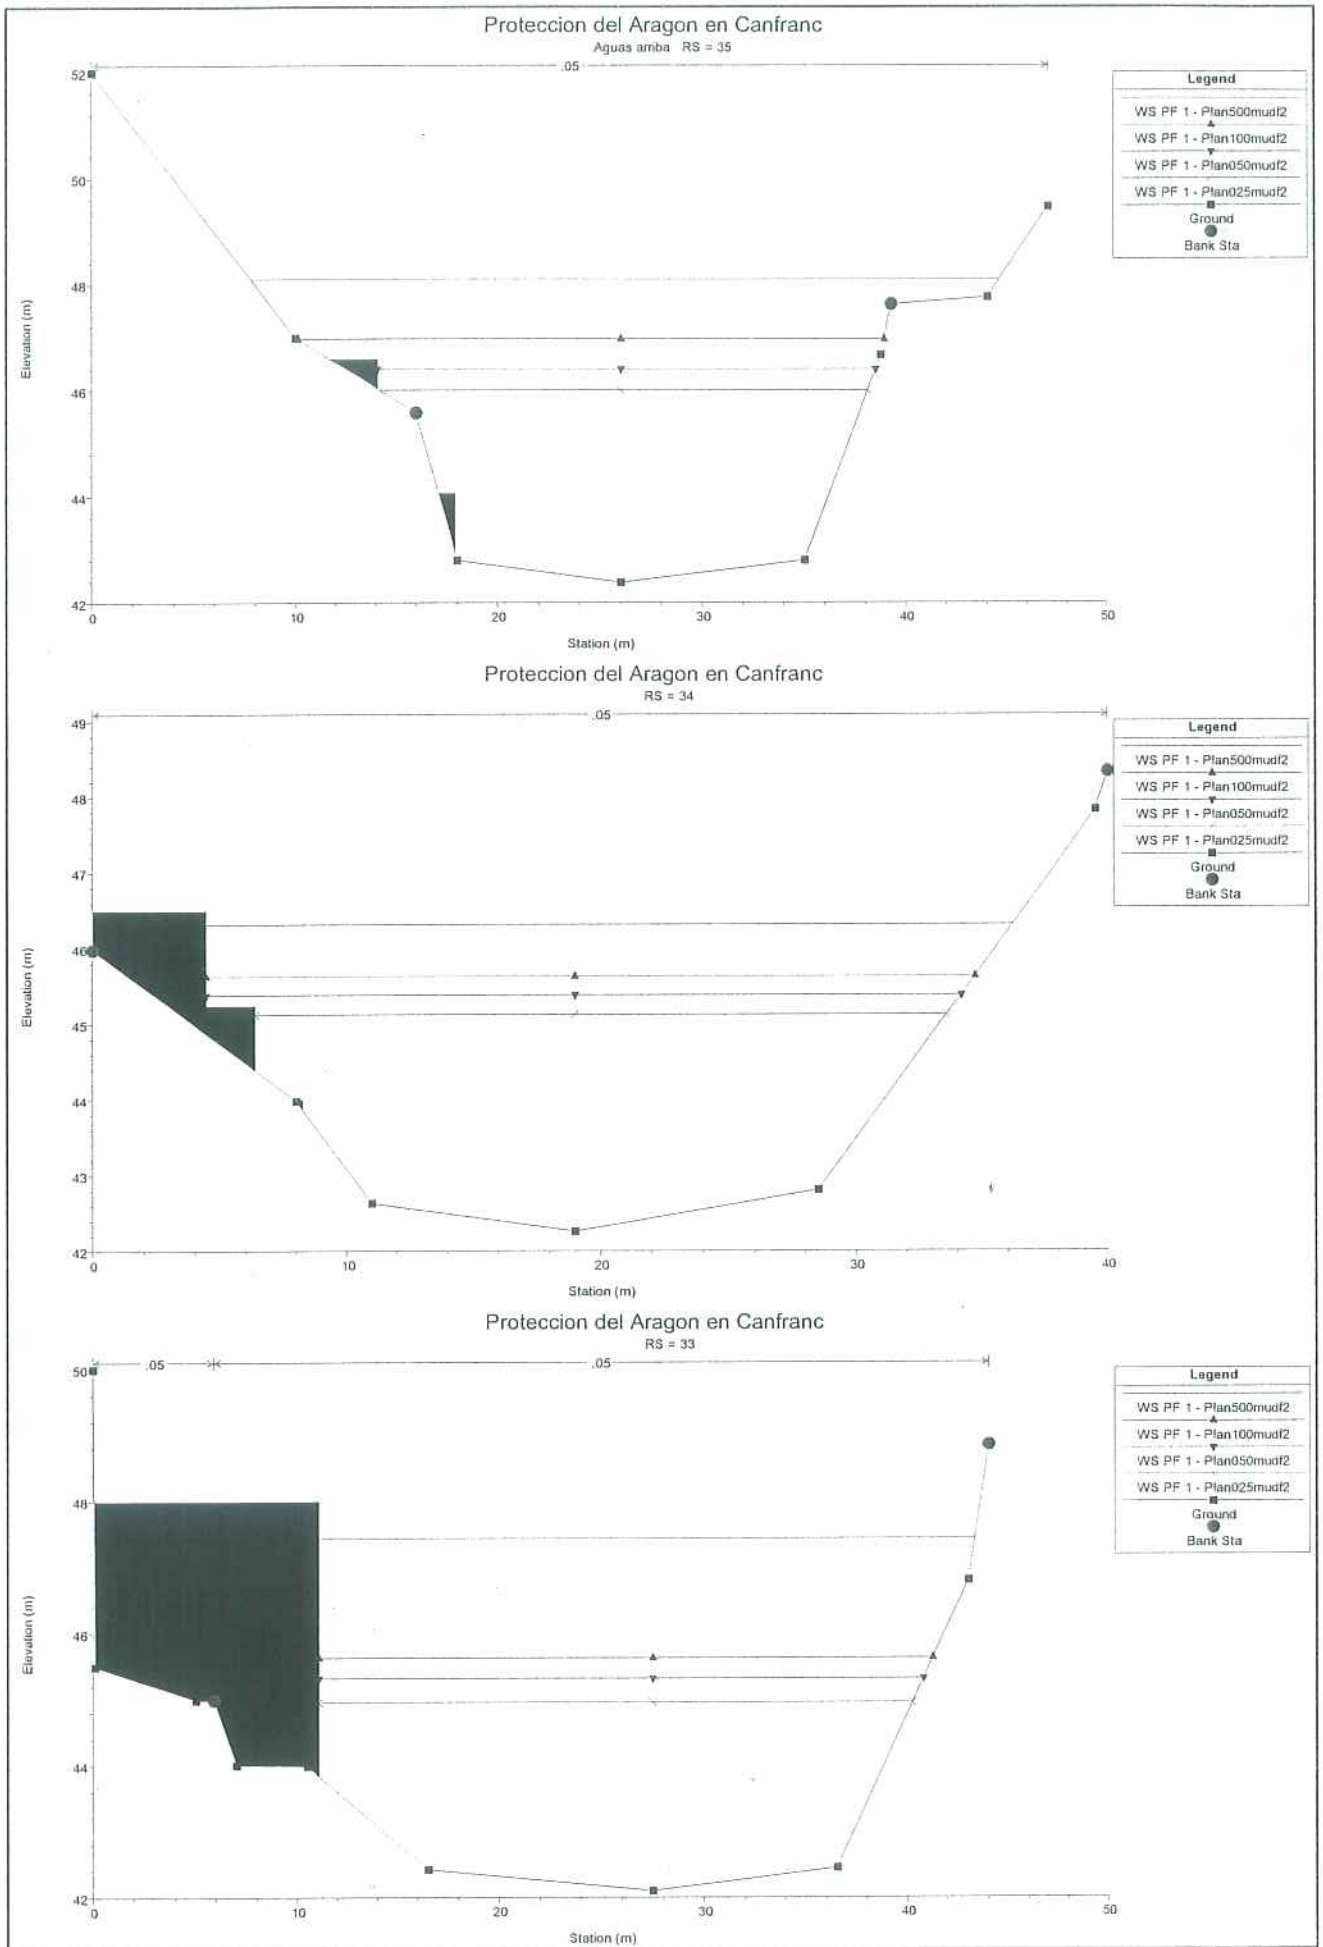 Proteccion del Aragon en Canfranc
Aguas arriba RS = 35
.05
52
50
48
46
44
42
0
10
20
30
40
50
Elevation (m)
Station (m)
Legend
WS PF 1 - Plan500mudf2
WS PF 1 - Plan100mudf2
WS PF 1 - Plan050mudf2
WS PF 1 - Plan025mudf2
Ground
Bank Sta
Proteccion del Aragon en Canfranc
RS = 34
.05
49
48
47
46
45
44
43
42
0
10
20
30
40
Elevation (m)
Station (m)
Legend
WS PF 1 - Plan500mudf2
WS PF 1 - Plan100mudf2
WS PF 1 - Plan050mudf2
WS PF 1 - Plan025mudf2
Ground
Bank Sta
Proteccion del Aragon en Canfranc
RS = 33
.05
.05
50
48
46
44
42
0
10
20
30
40
50
Elevation (m)
Station (m)
Legend
WS PF 1 - Plan500mudf2
WS PF 1 - Plan100mudf2
WS PF 1 - Plan050mudf2
WS PF 1 - Plan025mudf2
Ground
Bank Sta